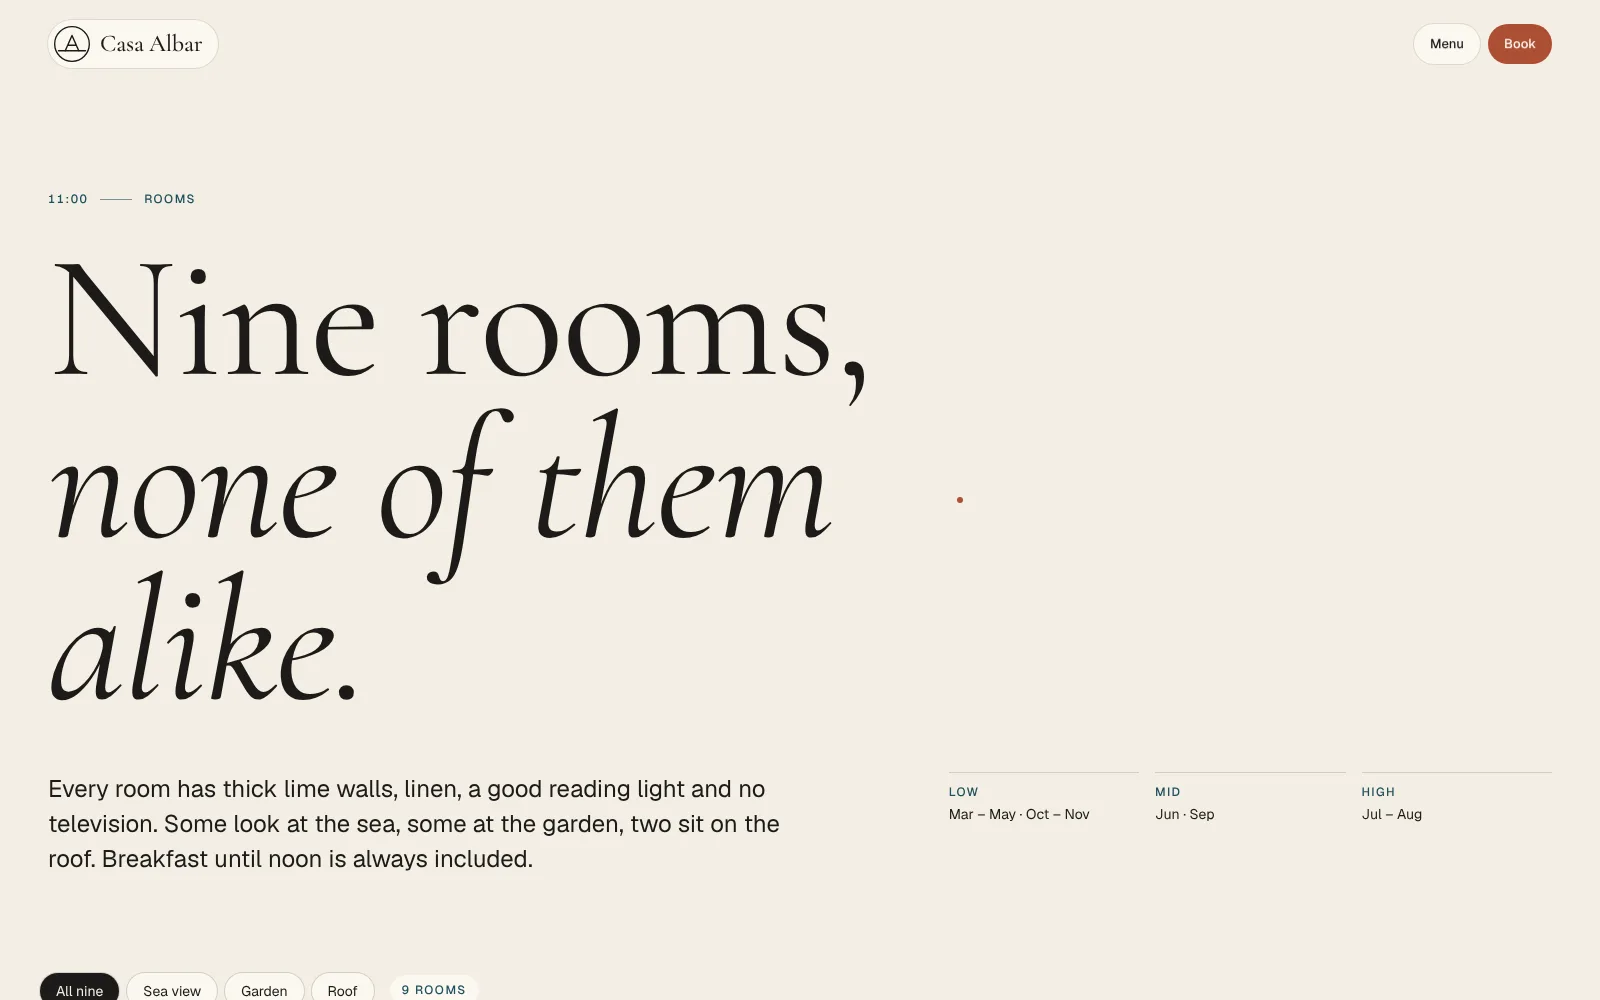 Casa Albar
Menu
Book
11:00 — ROOMS
Nine rooms,
none of them
alike.
Every room has thick lime walls, linen, a good reading light and no
television. Some look at the sea, some at the garden, two sit on the
roof. Breakfast until noon is always included.
LOW
Mar – May · Oct – Nov
MID
Jun · Sep
HIGH
Jul – Aug
All nine
Sea view
Garden
Roof
9 ROOMS